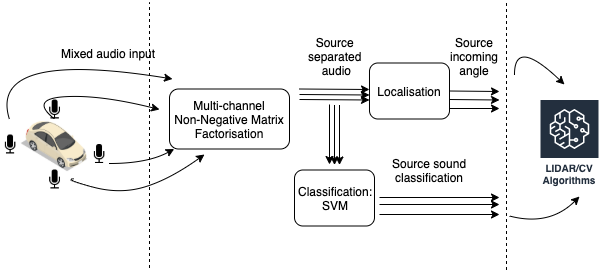 Mixed audio input
Multi-channel
Non-Negative Matrix
Factorisation
Source
separated
audio
Localisation
Source
incoming
angle
Classification:
SVM
Source sound
classification
LIDAR/CV
Algorithms